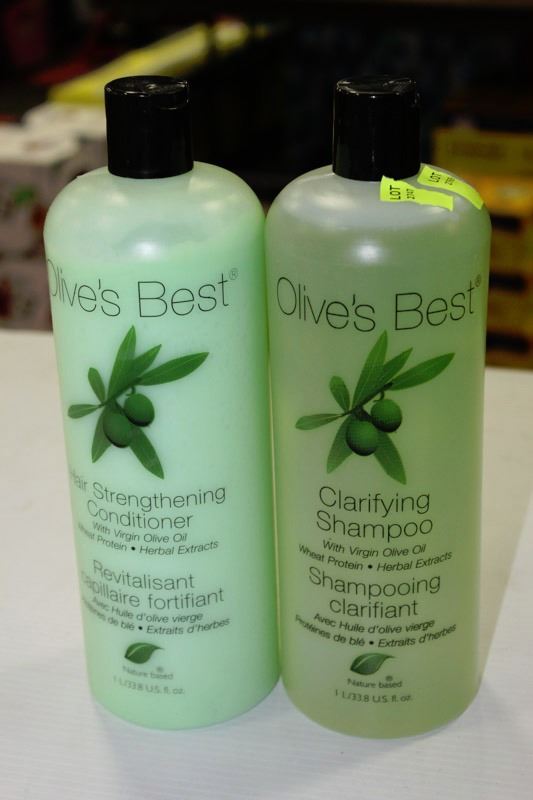 Olive's Best®
Hair Strengthening
Conditioner
With Virgin Olive Oil
Wheat Protein • Herbal Extracts
Revitalisant
capillaire fortifiant
Avec Huile d'olive vierge
Protéines de blé • Extraits d'herbes
Nature based®
1 L/33.8 U.S. fl. oz.
LOT
2747
LOT
Olive's Best®
Clarifying
Shampoo
With Virgin Olive Oil
Wheat Protein • Herbal Extracts
Shampooing
clarifiant
Avec Huile d'olive vierge
Protéines de blé • Extraits d'herbes
Nature based®
1 L/33.8 U.S. fl. oz.